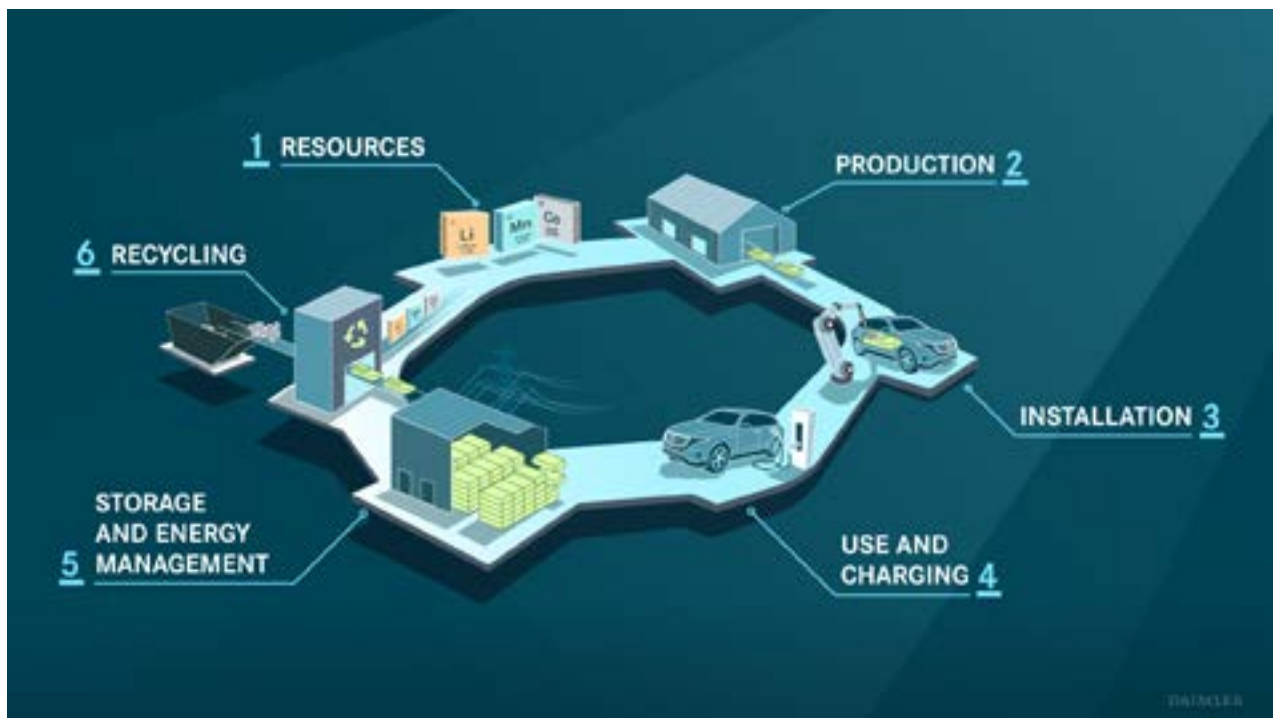 1 RESOURCES
PRODUCTION 2
6 RECYCLING
Li
Mn
Co
INSTALLATION 3
STORAGE
AND ENERGY
5 MANAGEMENT
USE AND
CHARGING 4
DAIMLER